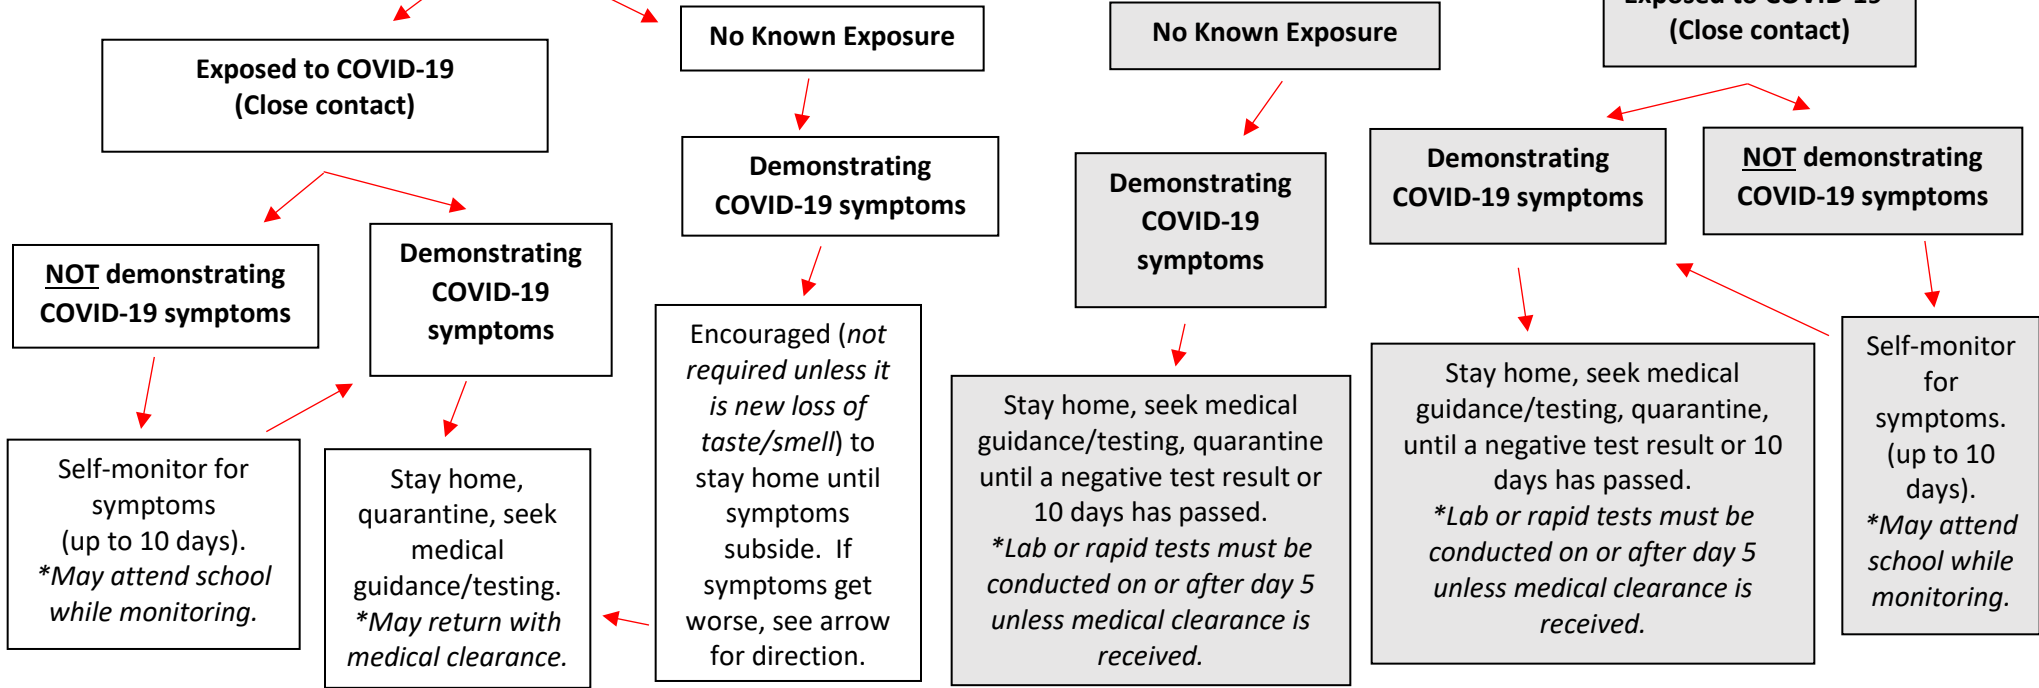 Exposed to COVID-19
(Close contact)
NOT demonstrating
COVID-19 symptoms
Self-monitor for
symptoms
(up to 10 days).
*May attend school
while monitoring.
Demonstrating
COVID-19
symptoms
Stay home,
quarantine, seek
medical
guidance/testing.
*May return with
medical clearance.
No Known Exposure
Demonstrating
COVID-19 symptoms
Encouraged (not
required unless it
is new loss of
taste/smell) to
stay home until
symptoms
subside.  If
symptoms get
worse, see arrow
for direction.
No Known Exposure
Demonstrating
COVID-19
symptoms
Stay home, seek medical
guidance/testing, quarantine
until a negative test result or
10 days has passed.
*Lab or rapid tests must be
conducted on or after day 5
unless medical clearance is
received.
Exposed to COVID-19
(Close contact)
Demonstrating
COVID-19 symptoms
Stay home, seek medical
guidance/testing, quarantine,
until a negative test result or 10
days has passed.
*Lab or rapid tests must be
conducted on or after day 5
unless medical clearance is
received.
NOT demonstrating
COVID-19 symptoms
Self-monitor
for
symptoms.
(up to 10
days).
*May attend
school while
monitoring.